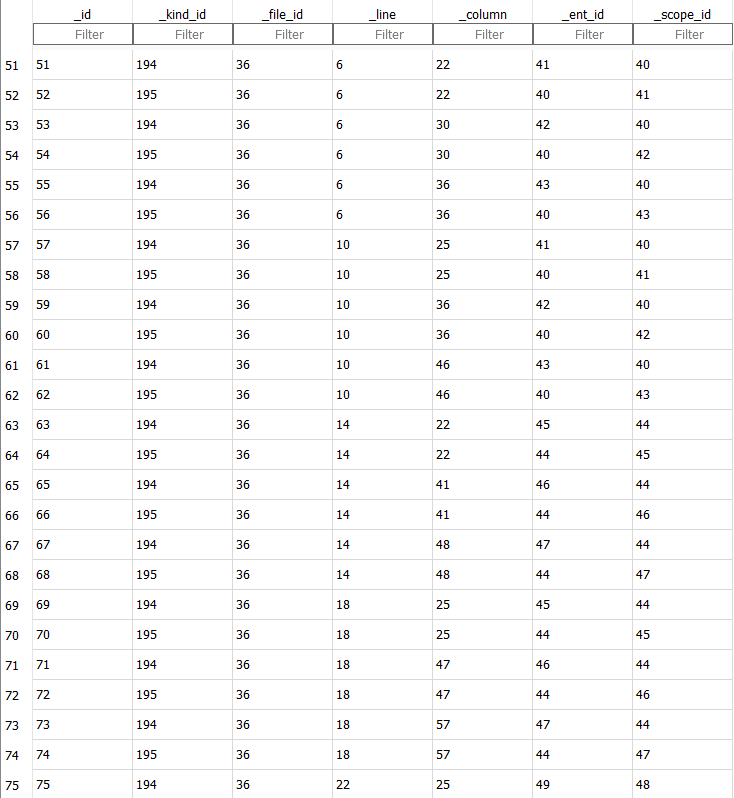 _id _kind_id _file_id _line _column _ent_id _scope_id
Filter Filter Filter Filter Filter Filter Filter
51 51 194 36 6 22 41 40
52 52 195 36 6 22 40 41
53 53 194 36 6 30 42 40
54 54 195 36 6 30 40 42
55 55 194 36 6 36 43 40
56 56 195 36 6 36 40 43
57 57 194 36 10 25 41 40
58 58 195 36 10 25 40 41
59 59 194 36 10 36 42 40
60 60 195 36 10 36 40 42
61 61 194 36 10 46 43 40
62 62 195 36 10 46 40 43
63 63 194 36 14 22 45 44
64 64 195 36 14 22 44 45
65 65 194 36 14 41 46 44
66 66 195 36 14 41 44 46
67 67 194 36 14 48 47 44
68 68 195 36 14 48 44 47
69 69 194 36 18 25 45 44
70 70 195 36 18 25 44 45
71 71 194 36 18 47 46 44
72 72 195 36 18 47 44 46
73 73 194 36 18 57 47 44
74 74 195 36 18 57 44 47
75 75 194 36 22 25 49 48